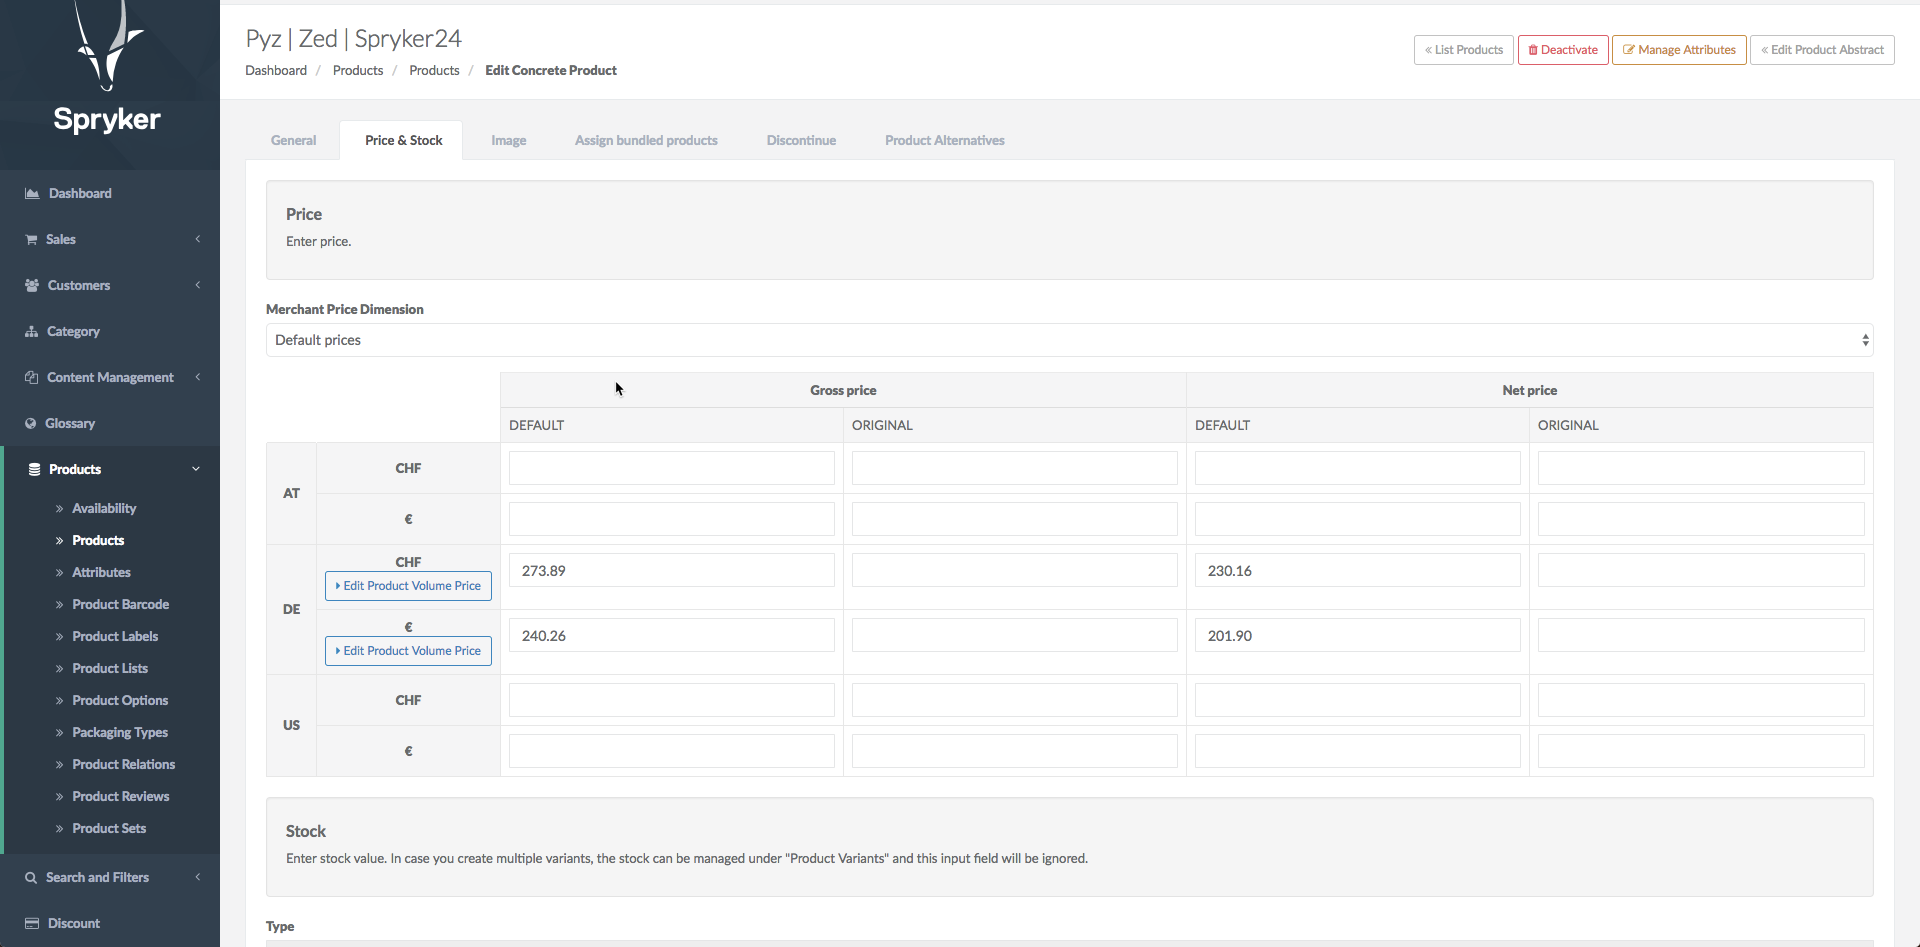 Spryker
Dashboard
Sales
Customers
Category
Content Management
Glossary
Products
Availability
Products
Attributes
Product Barcode
Product Labels
Product Lists
Product Options
Packaging Types
Product Relations
Product Reviews
Product Sets
Search and Filters
Discount
Pyz | Zed | Spryker24
Dashboard / Products / Products / Edit Concrete Product
« List Products Deactivate Manage Attributes « Edit Product Abstract
General Price & Stock Image Assign bundled products Discontinue Product Alternatives
Price
Enter price.
Merchant Price Dimension
Default prices
Gross price Net price
DEFAULT ORIGINAL DEFAULT ORIGINAL
AT
CHF
€
DE
CHF 273.89 230.16
Edit Product Volume Price
€ 240.26 201.90
Edit Product Volume Price
US
CHF
€
Stock
Enter stock value. In case you create multiple variants, the stock can be managed under "Product Variants" and this input field will be ignored.
Type